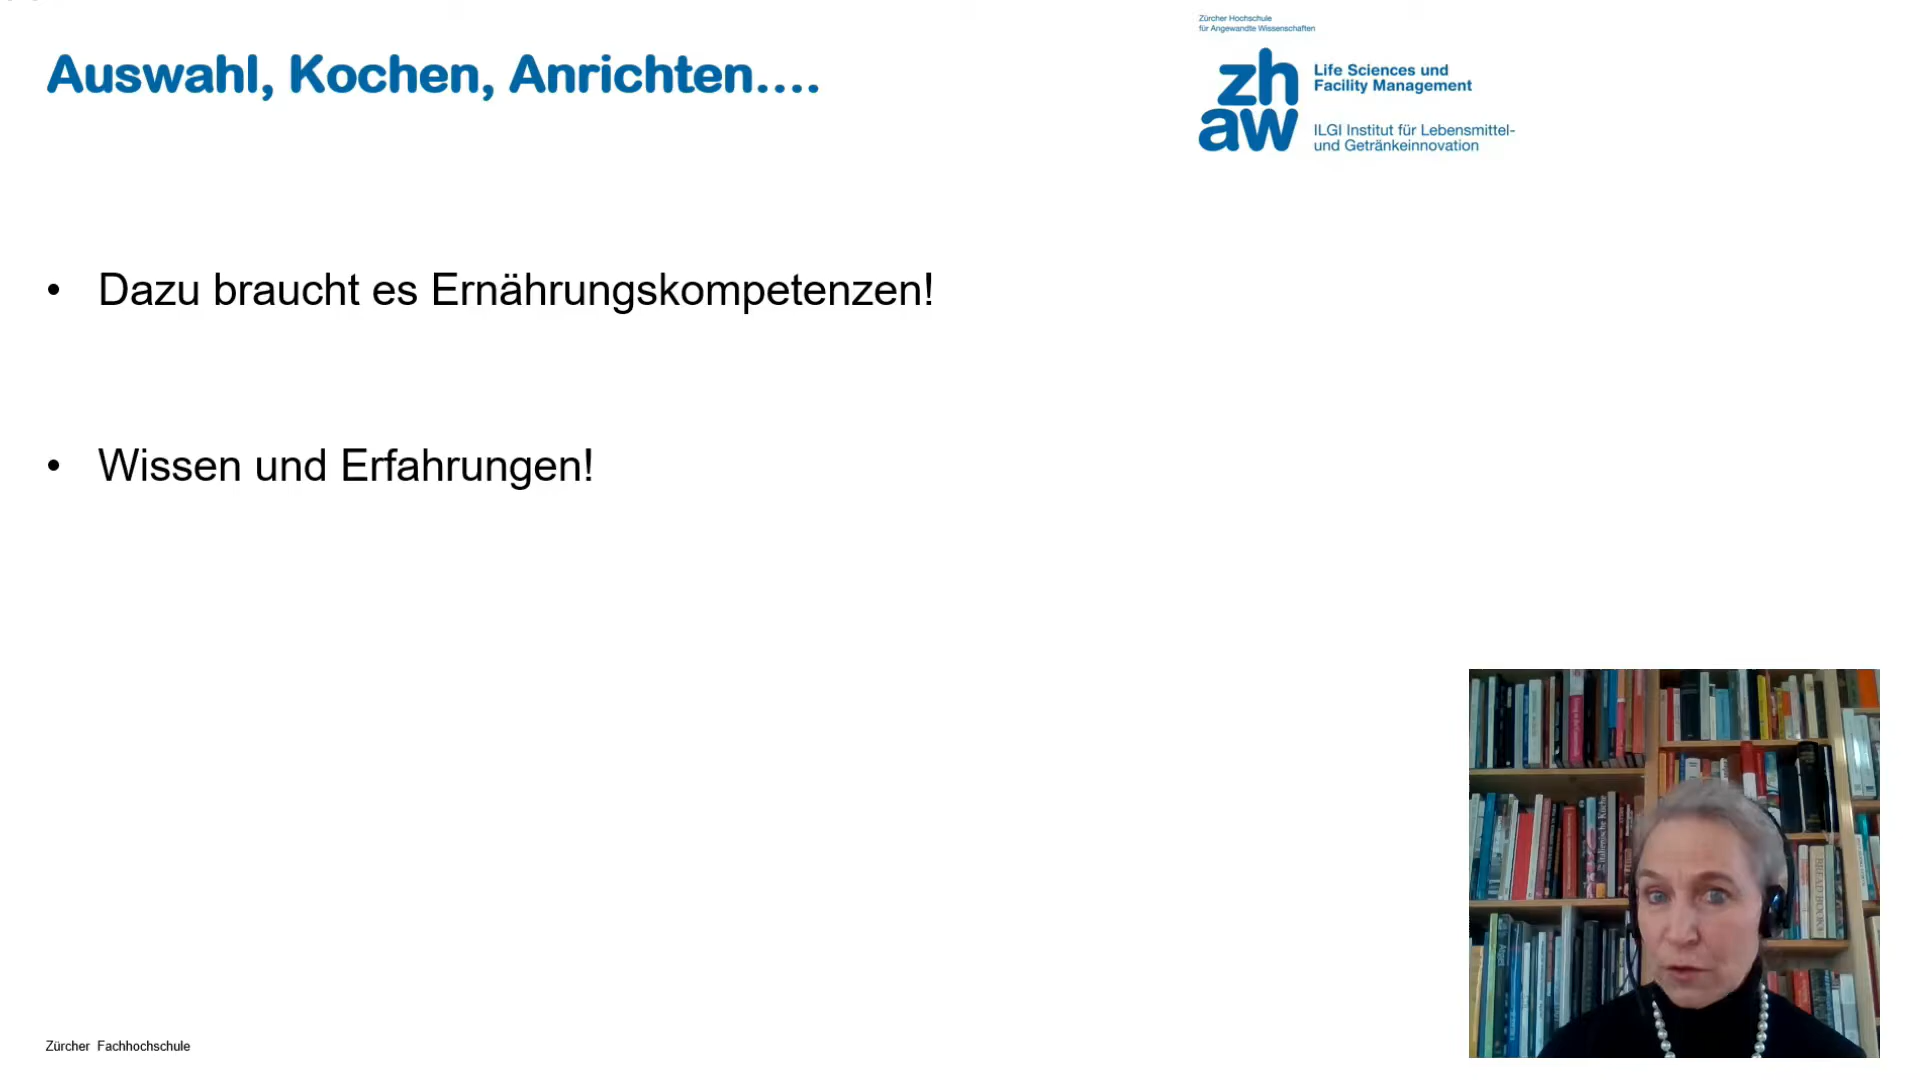 Zürcher Hochschule
für Angewandte Wissenschaften
Auswahl, Kochen, Anrichten….
zh
aw
Life Sciences und
Facility Management
ILGI Institut für Lebensmittel-
und Getränkeinnovation
• Dazu braucht es Ernährungskompetenzen!
• Wissen und Erfahrungen!
Zürcher Fachhochschule